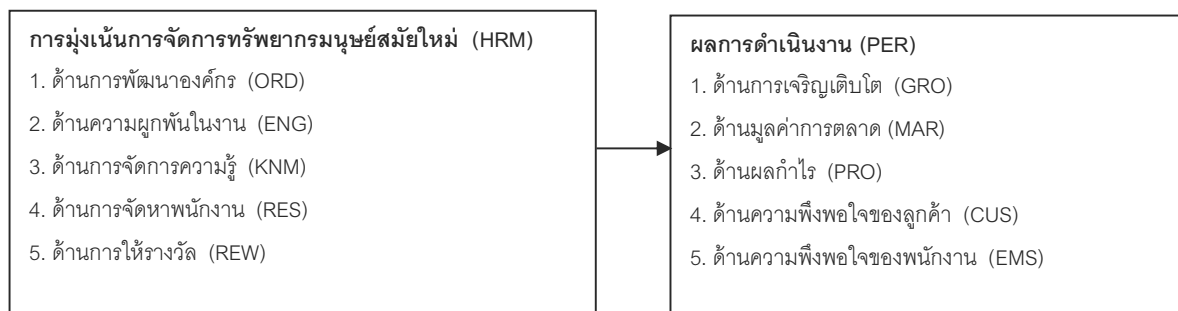 การมุ่งเน้นการจัดการทรัพยากรมนุษย์สมัยใหม่ (HRM)
1. ด้านการพัฒนาองค์กร (ORD)
2. ด้านความผูกพันในงาน (ENG)
3. ด้านการจัดการความรู้ (KNM)
4. ด้านการจัดหาพนักงาน (RES)
5. ด้านการให้รางวัล (REW)
ผลการดำเนินงาน (PER)
1. ด้านการเจริญเติบโต (GRO)
2. ด้านมูลค่าการตลาด (MAR)
3. ด้านผลกำไร (PRO)
4. ด้านความพึงพอใจของลูกค้า (CUS)
5. ด้านความพึงพอใจของพนักงาน (EMS)